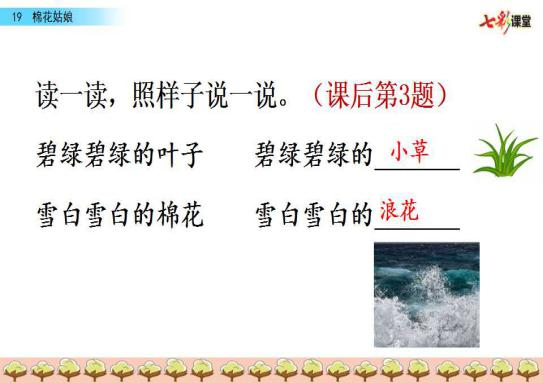 19 棉花姑娘
七彩课堂
读一读，照样子说一说。（课后第3题）
碧绿碧绿的叶子 碧绿碧绿的 小草
雪白雪白的棉花 雪白雪白的 浪花